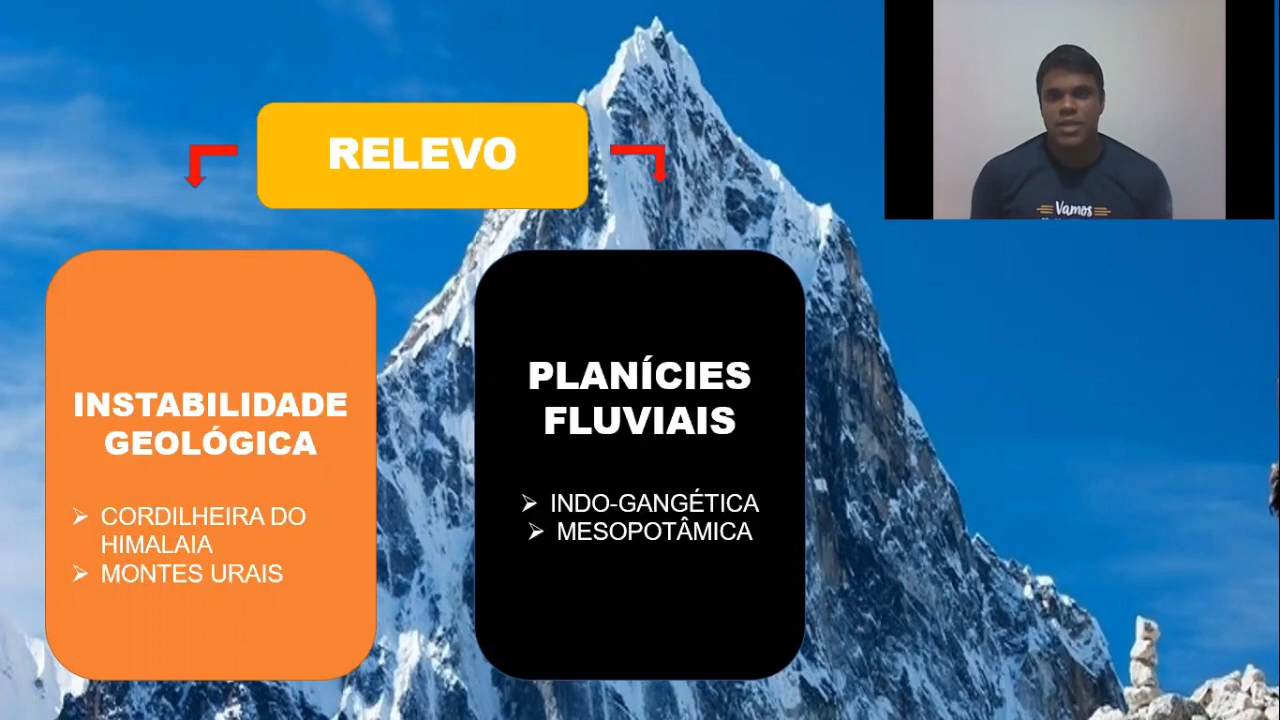 RELEVO
INSTABILIDADE
GEOLÓGICA
➢ CORDILHEIRA DO
HIMALAIA
➢ MONTES URAIS
PLANÍCIES
FLUVIAIS
➢ INDO-GANGÉTICA
➢ MESOPOTÂMICA
Vamos